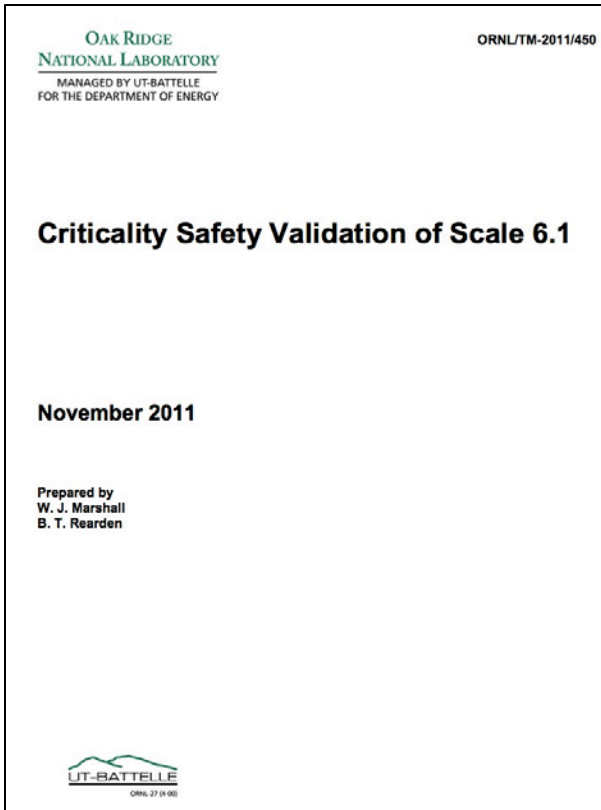 OAK RIDGE
NATIONAL LABORATORY
MANAGED BY UT-BATTELLE
FOR THE DEPARTMENT OF ENERGY
ORNL/TM-2011/450
Criticality Safety Validation of Scale 6.1
November 2011
Prepared by
W. J. Marshall
B. T. Rearden
UT-BATTELLE
ORNL-27 (4-00)